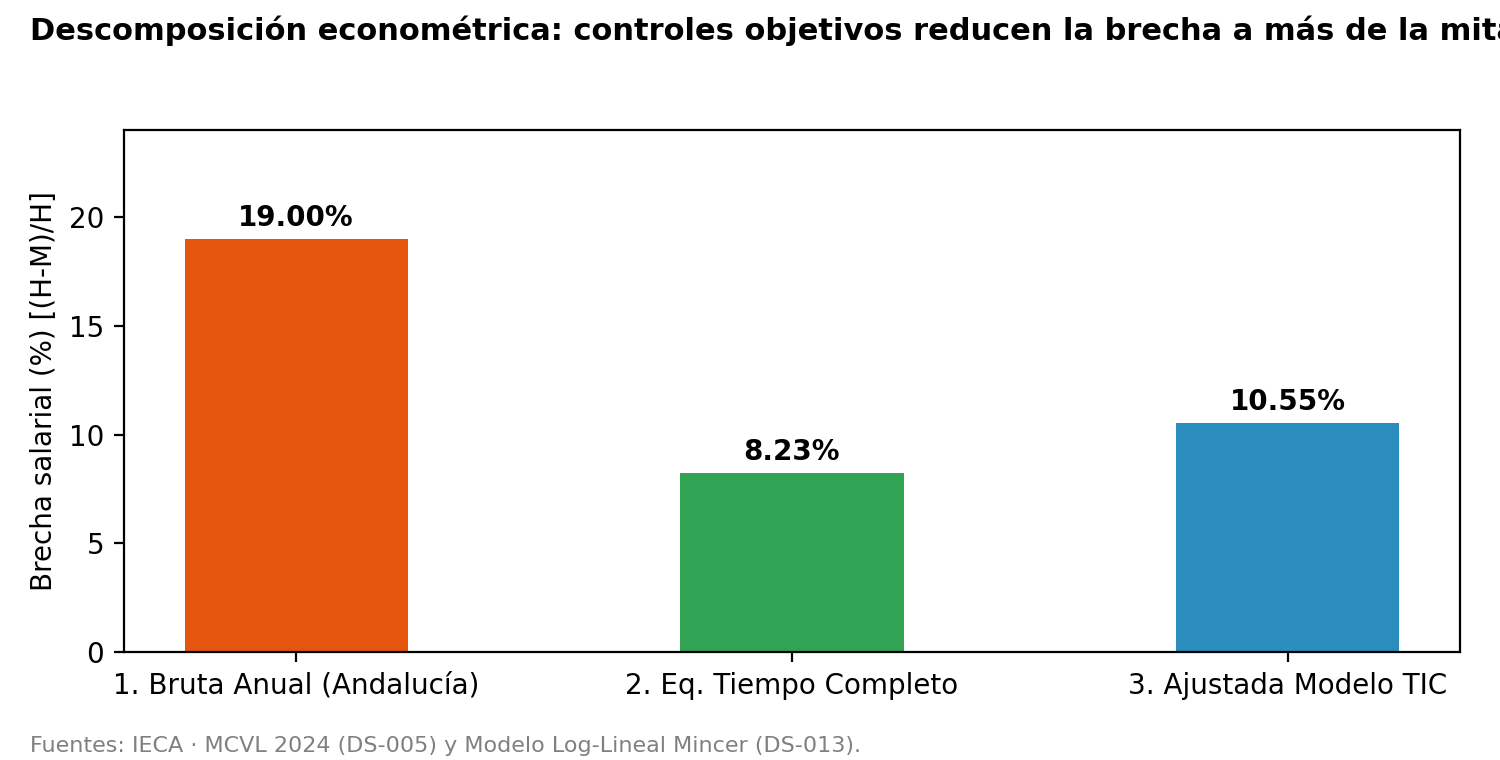 Descomposición econométrica: controles objetivos reducen la brecha a más de la mit
Brecha salarial (%) [(H-M)/H]
20
15
10
5
0
19.00%
8.23%
10.55%
1. Bruta Anual (Andalucía)
2. Eq. Tiempo Completo
3. Ajustada Modelo TIC
Fuentes: IECA · MCVL 2024 (DS-005) y Modelo Log-Lineal Mincer (DS-013).